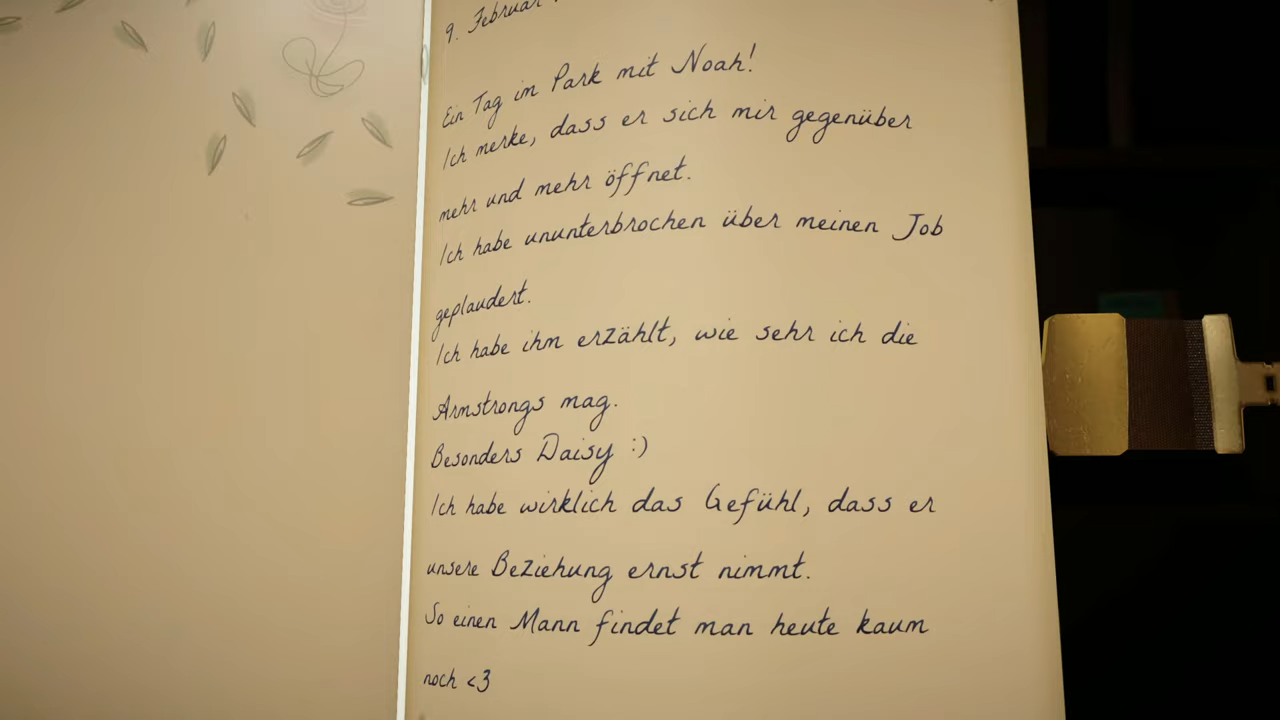 9. Februar
Ein Tag im Park mit Noah!
Ich merke, dass er sich mir gegenüber
mehr und mehr öffnet.
Ich habe ununterbrochen über meinen Job
geplaudert.
Ich habe ihm erzählt, wie sehr ich die
Armstrongs mag.
Besonders Daisy :)
Ich habe wirklich das Gefühl, dass er
unsere Beziehung ernst nimmt.
So einen Mann findet man heute kaum
noch <3